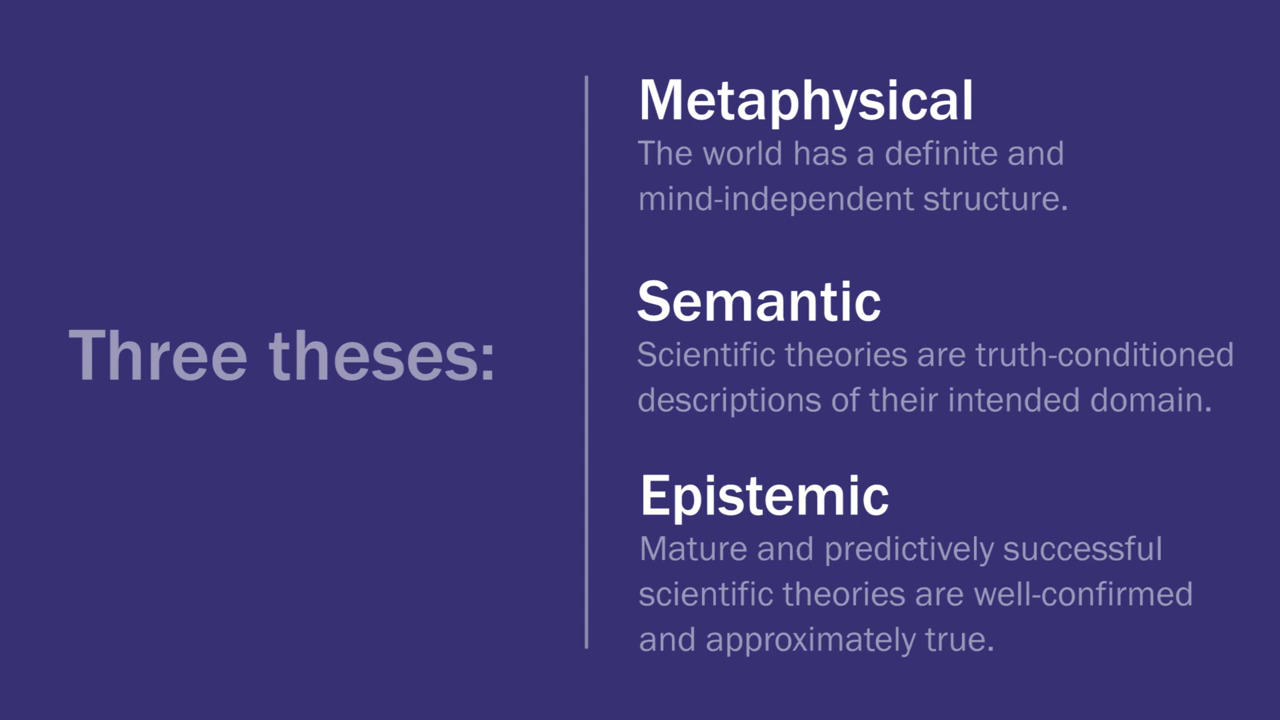 Three theses:
Metaphysical
The world has a definite and
mind-independent structure.
Semantic
Scientific theories are truth-conditioned
descriptions of their intended domain.
Epistemic
Mature and predictively successful
scientific theories are well-confirmed
and approximately true.